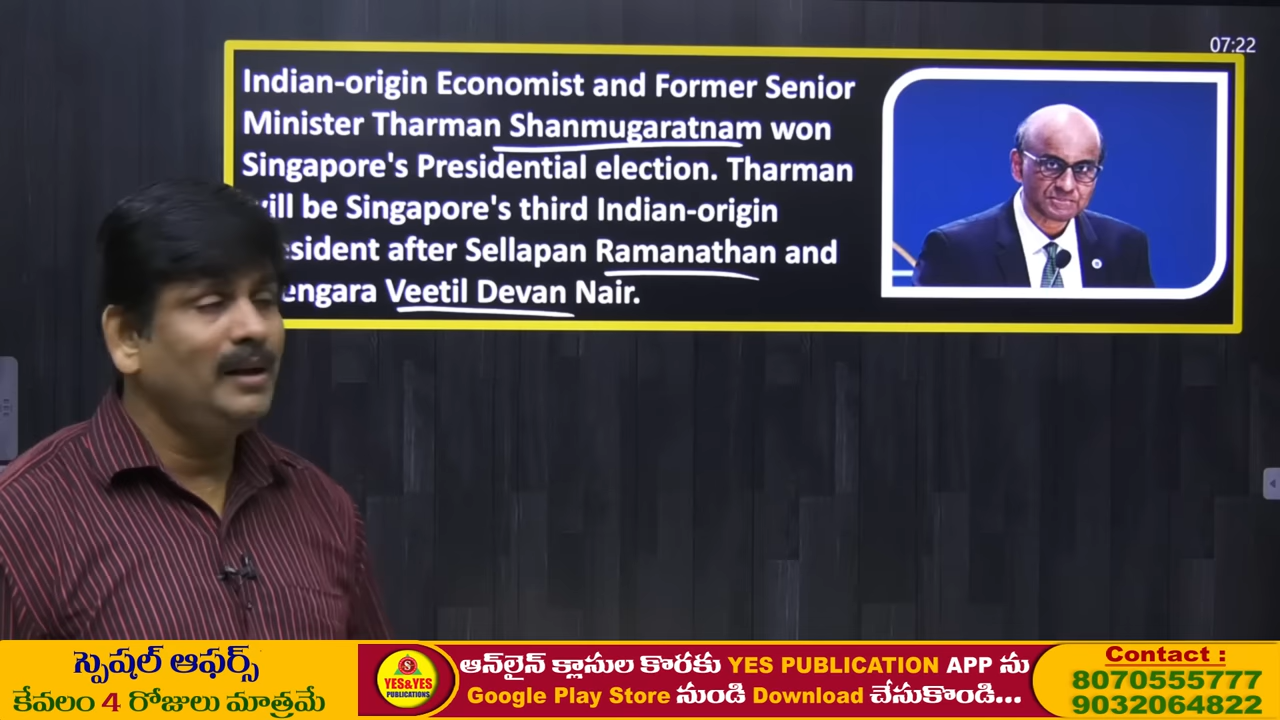 07:22
Indian-origin Economist and Former Senior
Minister Tharman Shanmugaratnam won
Singapore's Presidential election. Tharman
will be Singapore's third Indian-origin
President after Sellapan Ramanathan and
Veetil Devan Nair.
స్పెషల్ ఆఫర్స్
కేవలం 4 రోజులు మాత్రమే
S
YES&YES
PUBLICATIONS
ఆన్‌లైన్ క్లాసుల కొరకు YES PUBLICATION APP ను
Google Play Store నుండి Download చేసుకొండి...
Contact :
8070555777
9032064822